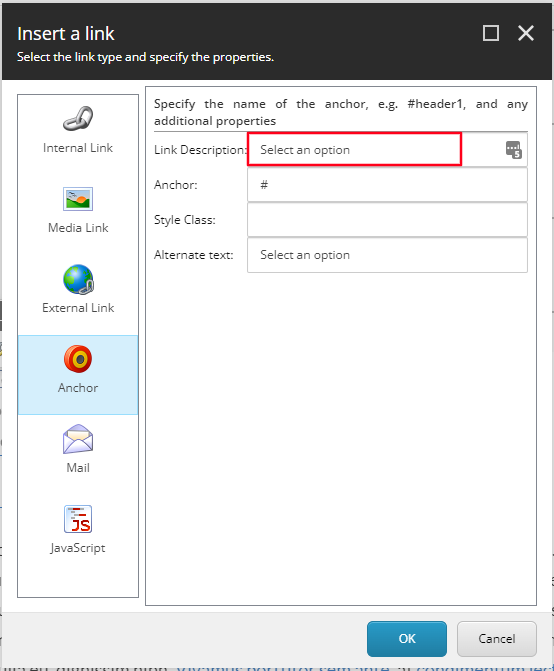 Insert a link
Select the link type and specify the properties.
Internal Link
Media Link
External Link
Anchor
Mail
JS
JavaScript
Specify the name of the anchor, e.g. #header1, and any
additional properties
Link Description: Select an option
5
Anchor: #
Style Class:
Alternate text: Select an option
OK Cancel